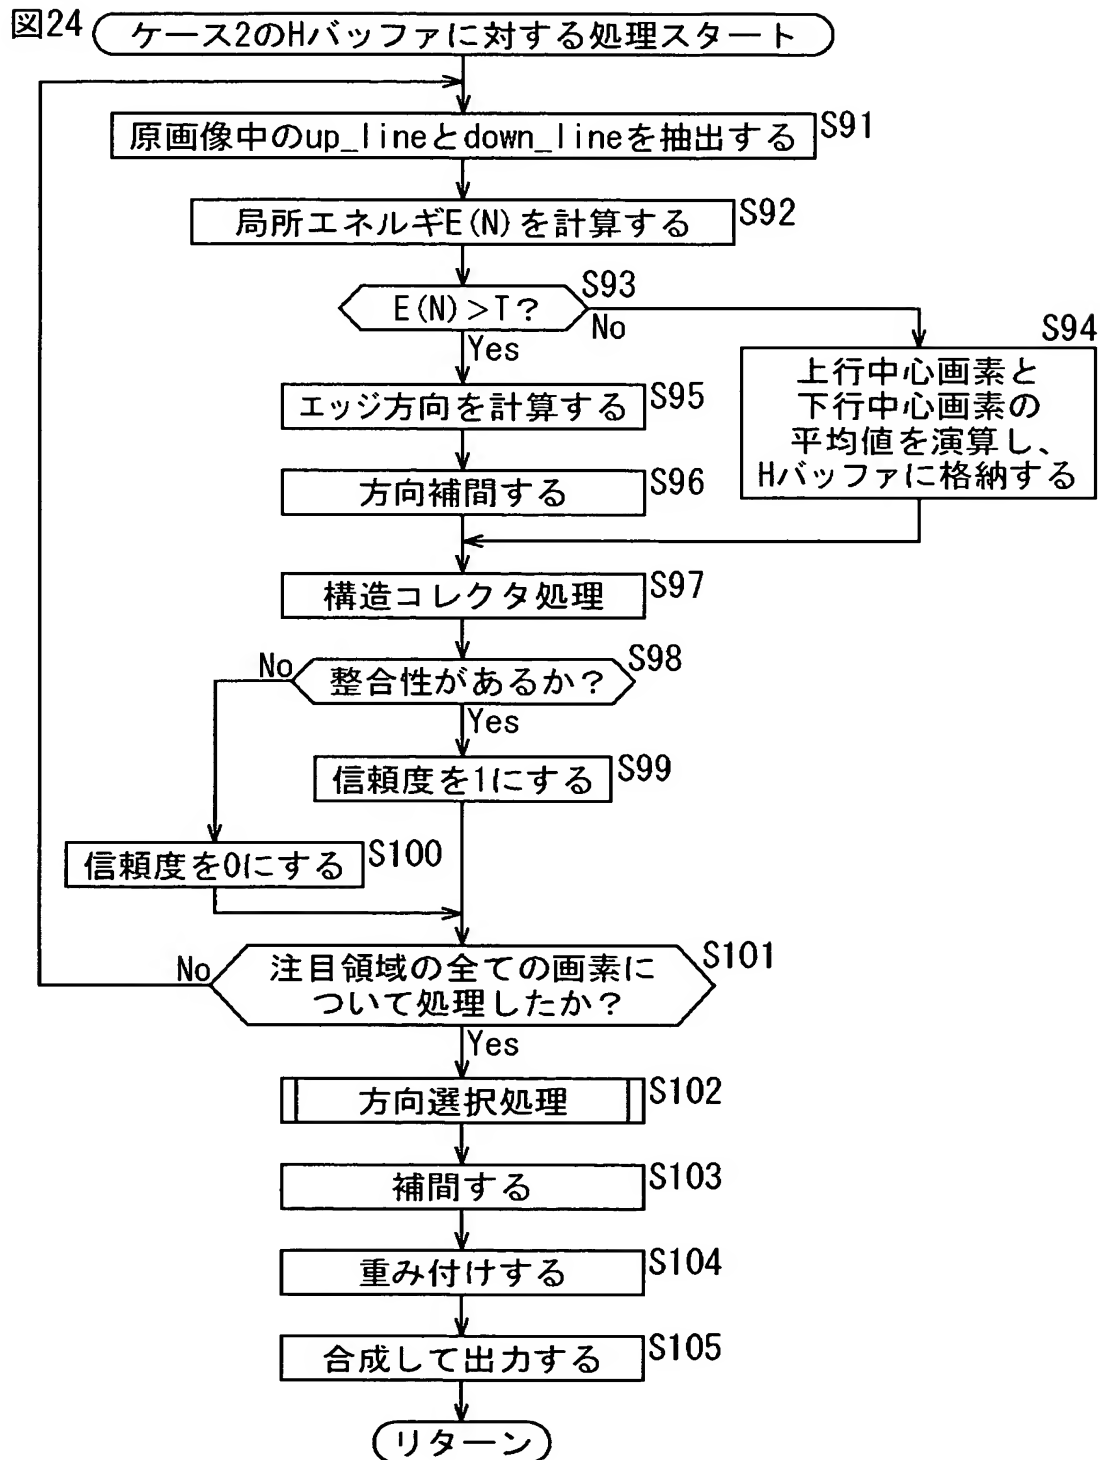 図24
ケース2のHバッファに対する処理スタート
原画像中のup_lineとdown_lineを抽出する
S91
局所エネルギE(N)を計算する
S92
E(N)>T?
S93
No
Yes
S94
上行中心画素と
下行中心画素の
平均値を演算し、
Hバッファに格納する
エッジ方向を計算する
S95
方向補間する
S96
構造コレクタ処理
S97
No
整合性があるか?
S98
Yes
信頼度を1にする
S99
信頼度を0にする
S100
No
注目領域の全ての画素に
ついて処理したか?
S101
Yes
方向選択処理
S102
補間する
S103
重み付けする
S104
合成して出力する
S105
リターン